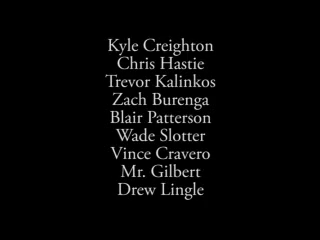 Kyle Creighton
Chris Hastie
Trevor Kalinkos
Zach Burenga
Blair Patterson
Wade Slotter
Vince Cravero
Mr. Gilbert
Drew Lingle